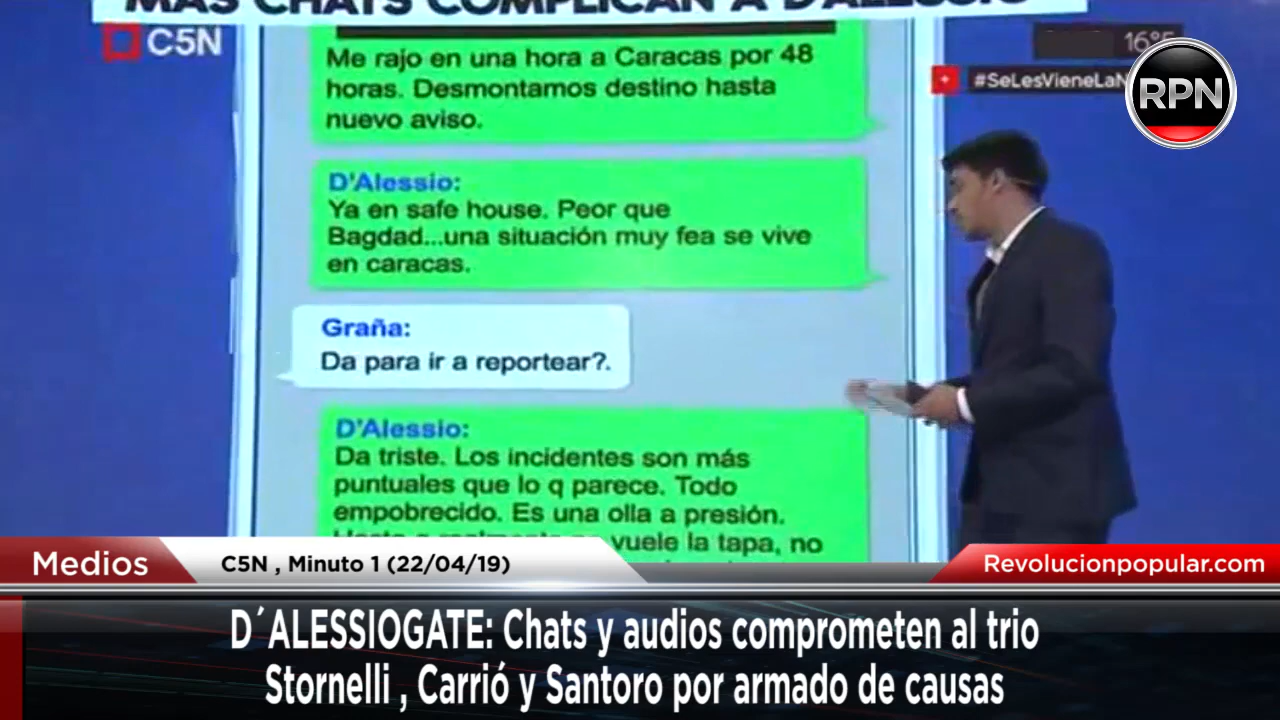 MAS CHATS COMPLICAN A D'ALESSIO
C5N
16°
#SeLesVieneLaN
RPN
Me rajo en una hora a Caracas por 48
horas. Desmontamos destino hasta
nuevo aviso.
D'Alessio:
Ya en safe house. Peor que
Bagdad...una situación muy fea se vive
en caracas.
Graña:
Da para ir a reportear?.
D'Alessio:
Da triste. Los incidentes son más
puntuales que lo q parece. Todo
empobrecido. Es una olla a presión.
vuele la tapa, no
Medios
C5N , Minuto 1 (22/04/19)
Revolucionpopular.com
D´ALESSIOGATE: Chats y audios comprometen al trio
Stornelli , Carrió y Santoro por armado de causas